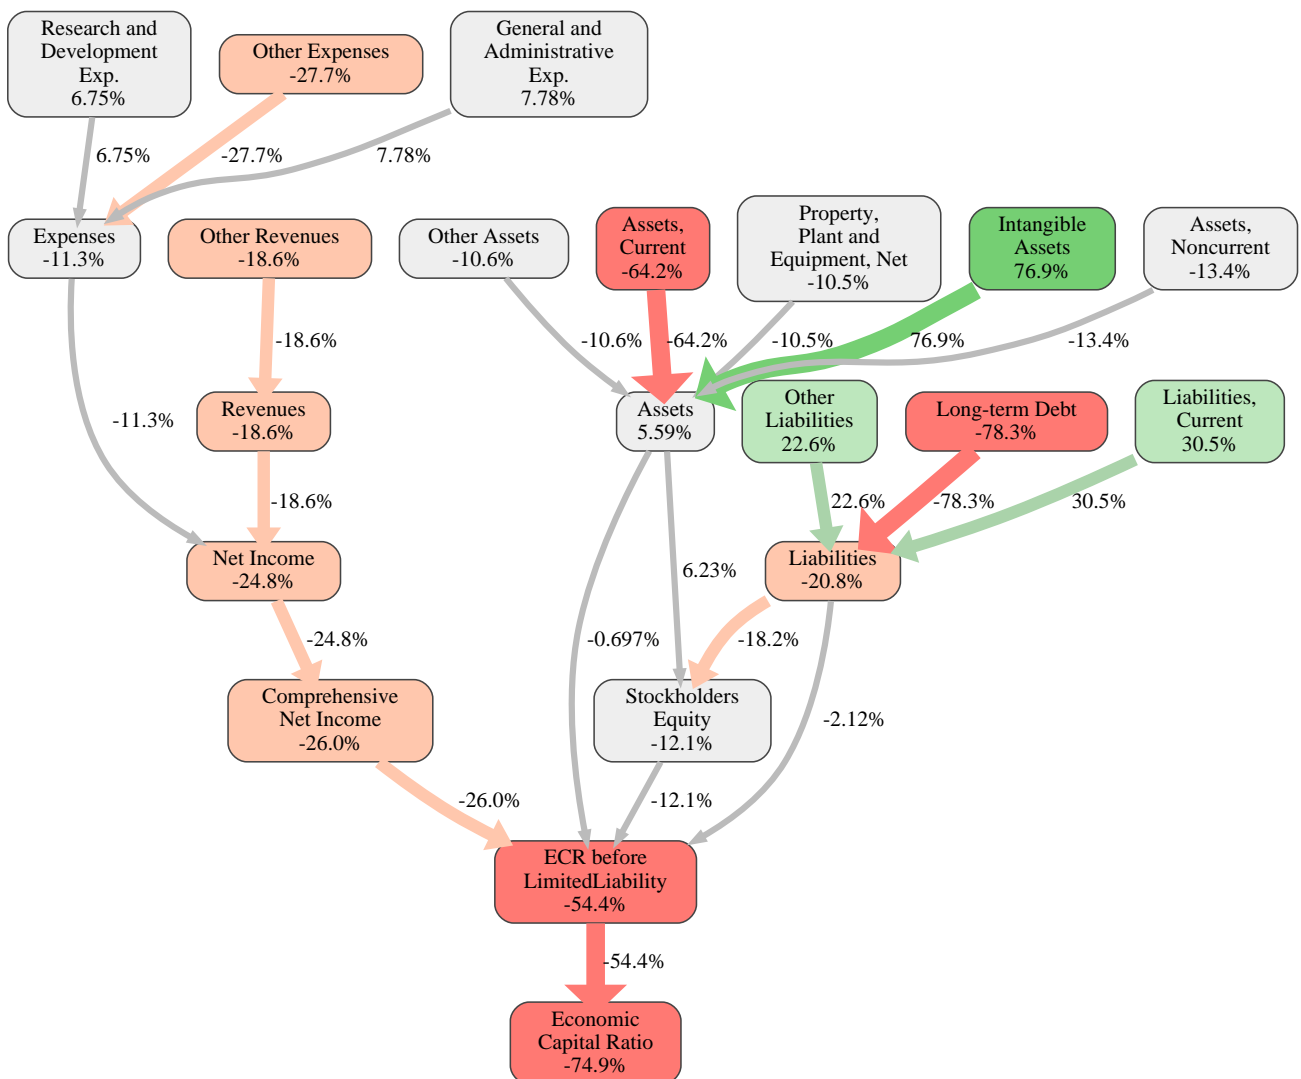 Research and
Development
Exp.
6.75%
Other Expenses
-27.7%
General and
Administrative
Exp.
7.78%
6.75%
-27.7%
7.78%
Expenses
-11.3%
Other Revenues
-18.6%
Other Assets
-10.6%
Assets,
Current
-64.2%
Property,
Plant and
Equipment, Net
-10.5%
Intangible
Assets
76.9%
Assets,
Noncurrent
-13.4%
-18.6%
-10.6%
-64.2%
-10.5%
76.9%
-13.4%
-11.3%
Revenues
-18.6%
Assets
5.59%
Other
Liabilities
22.6%
Long-term Debt
-78.3%
Liabilities,
Current
30.5%
-18.6%
22.6%
-78.3%
30.5%
Net Income
-24.8%
6.23%
Liabilities
-20.8%
-24.8%
-0.697%
-18.2%
Comprehensive
Net Income
-26.0%
Stockholders
Equity
-12.1%
-2.12%
-26.0%
-12.1%
ECR before
LimitedLiability
-54.4%
-54.4%
Economic
Capital Ratio
-74.9%